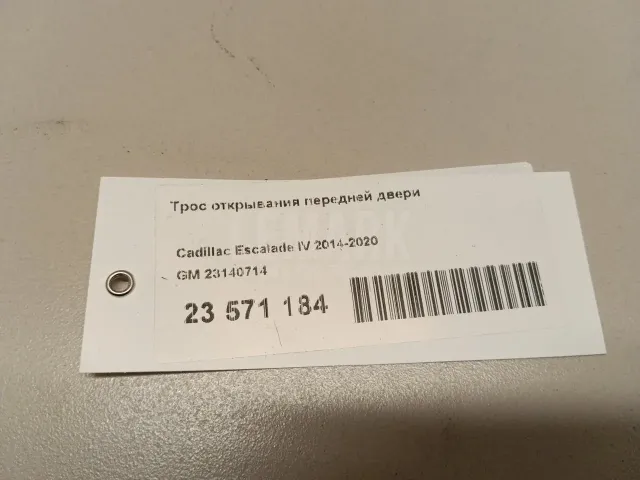 Трос открывания передней двери
Cadillac Escalade IV 2014-2020
GM 23140714
23 571 184